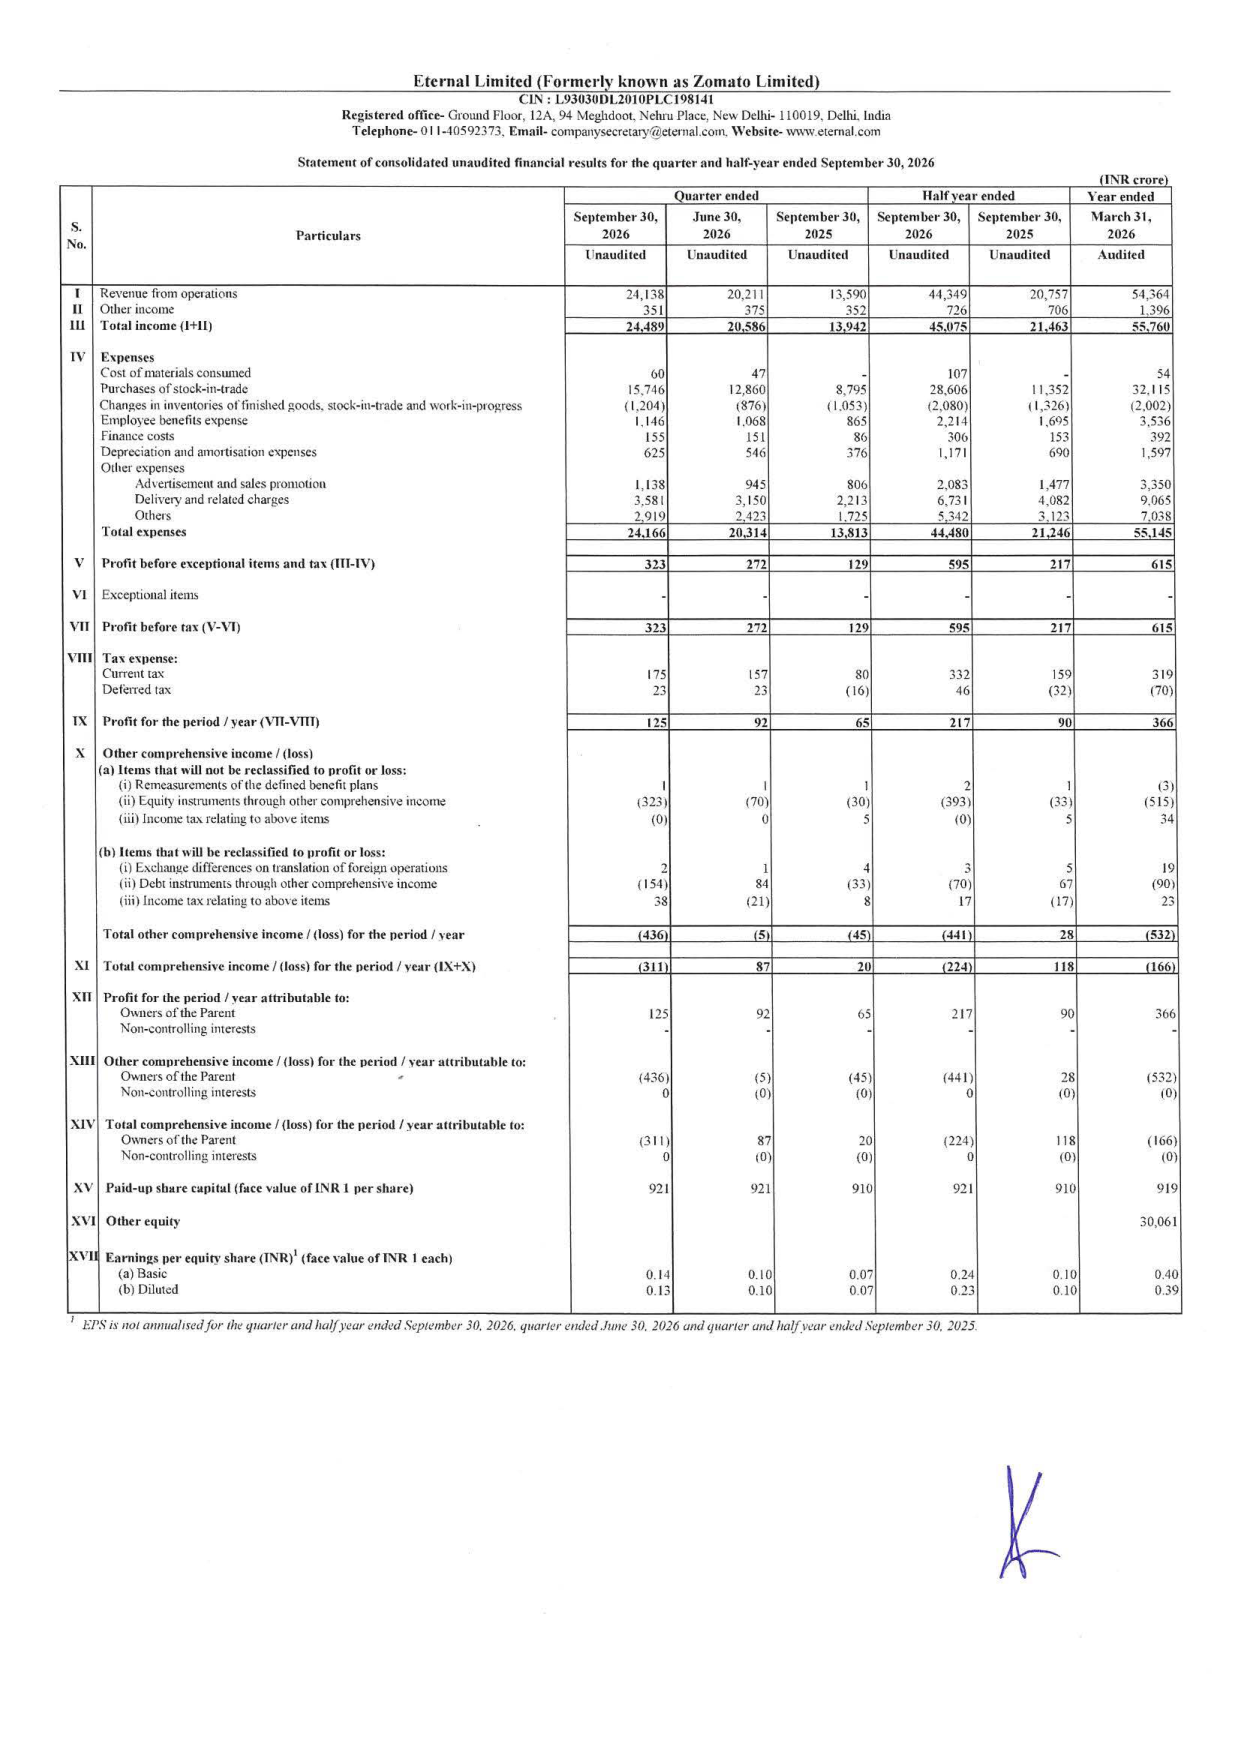 Eternal Limited (Formerly known as Zomato Limited)
CIN : L93030DL2010PLC198141
Registered office- Ground Floor, 12A, 94 Meghdoot, Nehru Place, New Delhi- 110019, Delhi, India
Telephone- 011-40592373, Email- companysecretary@eternal.com, Website- www.eternal.com
Statement of consolidated unaudited financial results for the quarter and half-year ended September 30, 2026
(INR crore)
S. No. Particulars Quarter ended Half year ended Year ended
September 30, 2026 June 30, 2026 September 30, 2025 September 30, 2026 September 30, 2025 March 31, 2026
Unaudited Unaudited Unaudited Unaudited Unaudited Audited
I Revenue from operations 24,138 20,211 13,590 44,349 20,757 54,364
II Other income 351 375 352 726 706 1,396
III Total income (I+II) 24,489 20,586 13,942 45,075 21,463 55,760
IV Expenses
Cost of materials consumed 60 47 - 107 - 54
Purchases of stock-in-trade 15,746 12,860 8,795 28,606 11,352 32,115
Changes in inventories of finished goods, stock-in-trade and work-in-progress (1,204) (876) (1,053) (2,080) (1,326) (2,002)
Employee benefits expense 1,146 1,068 865 2,214 1,695 3,536
Finance costs 155 151 86 306 153 392
Depreciation and amortisation expenses 625 546 376 1,171 690 1,597
Other expenses
Advertisement and sales promotion 1,138 945 806 2,083 1,477 3,350
Delivery and related charges 3,581 3,150 2,213 6,731 4,082 9,065
Others 2,919 2,423 1,725 5,342 3,123 7,038
Total expenses 24,166 20,314 13,813 44,480 21,246 55,145
V Profit before exceptional items and tax (III-IV) 323 272 129 595 217 615
VI Exceptional items - - - - - -
VII Profit before tax (V-VI) 323 272 129 595 217 615
VIII Tax expense:
Current tax 175 157 80 332 159 319
Deferred tax 23 23 (16) 46 (32) (70)
IX Profit for the period / year (VII-VIII) 125 92 65 217 90 366
X Other comprehensive income / (loss)
(a) Items that will not be reclassified to profit or loss:
(i) Remeasurements of the defined benefit plans 1 1 1 2 1 (3)
(ii) Equity instruments through other comprehensive income (323) (70) (30) (393) (33) (515)
(iii) Income tax relating to above items (0) 0 5 (0) 5 34
(b) Items that will be reclassified to profit or loss:
(i) Exchange differences on translation of foreign operations 2 1 4 3 5 19
(ii) Debt instruments through other comprehensive income (154) 84 (33) (70) 67 (90)
(iii) Income tax relating to above items 38 (21) 8 17 (17) 23
Total other comprehensive income / (loss) for the period / year (436) (5) (45) (441) 28 (532)
XI Total comprehensive income / (loss) for the period / year (IX+X) (311) 87 20 (224) 118 (166)
XII Profit for the period / year attributable to:
Owners of the Parent 125 92 65 217 90 366
Non-controlling interests - - - - - -
XIII Other comprehensive income / (loss) for the period / year attributable to:
Owners of the Parent (436) (5) (45) (441) 28 (532)
Non-controlling interests 0 (0) (0) 0 (0) (0)
XIV Total comprehensive income / (loss) for the period / year attributable to:
Owners of the Parent (311) 87 20 (224) 118 (166)
Non-controlling interests 0 (0) (0) 0 (0) (0)
XV Paid-up share capital (face value of INR 1 per share) 921 921 910 921 910 919
XVI Other equity 30,061
XVII Earnings per equity share (INR)1 (face value of INR 1 each)
(a) Basic 0.14 0.10 0.07 0.24 0.10 0.40
(b) Diluted 0.13 0.10 0.07 0.23 0.10 0.39
1 EPS is not annualised for the quarter and half year ended September 30, 2026, quarter ended June 30, 2026 and quarter and half year ended September 30, 2025.